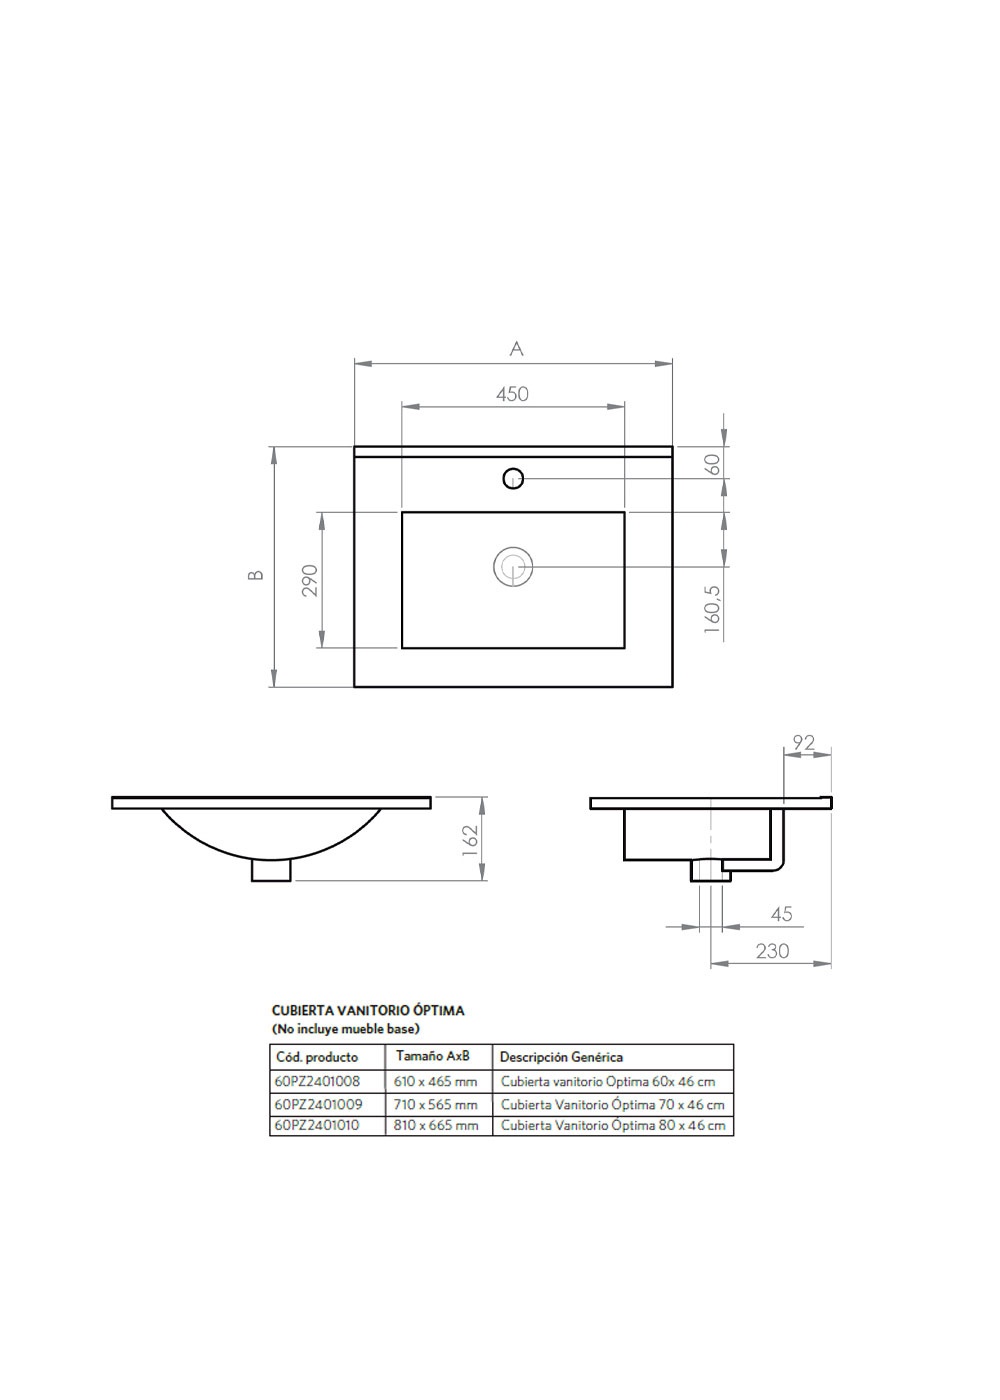 A
450
60
B
290
160,5
92
162
45
230
CUBIERTA VANITORIO ÓPTIMA
(No incluye mueble base)
Cód. producto Tamaño AxB Descripción Genérica
60PZ2401008 610 x 465 mm Cubierta vanitorio Optima 60x 46 cm
60PZ2401009 710 x 565 mm Cubierta Vanitorio Óptima 70 x 46 cm
60PZ2401010 810 x 665 mm Cubierta Vanitorio Óptima 80 x 46 cm